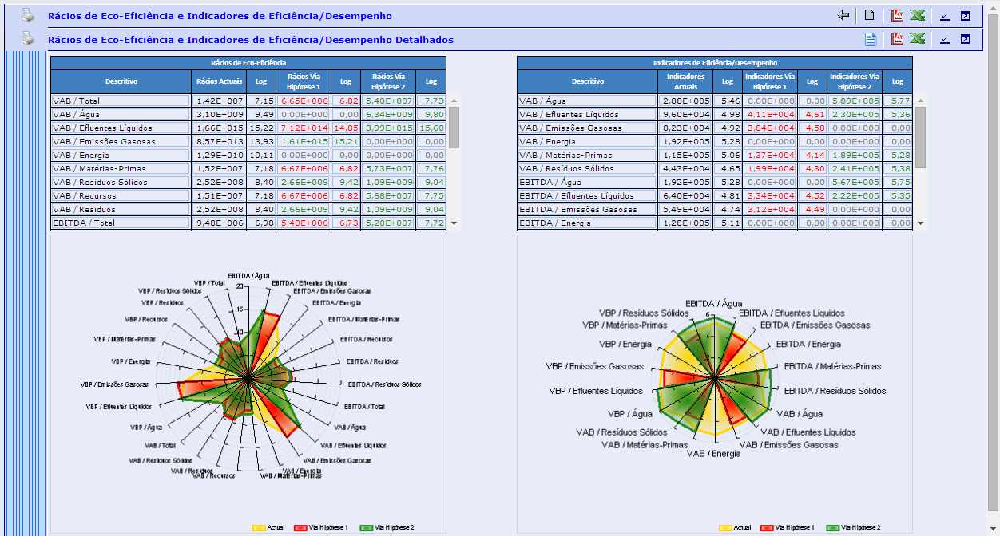 Rácios de Eco-Eficiência e Indicadores de Eficiência/Desempenho
Rácios de Eco-Eficiência e Indicadores de Eficiência/Desempenho Detalhados
Rácios de Eco-Eficiência
Descritivo Rácios Actuais Log Rácios Via Hipótese 1 Log Rácios Via Hipótese 2 Log
VAB / Total 1,42E+007 7,15 6,65E+006 6,82 5,40E+007 7,73
VAB / Água 3,10E+009 9,49 0,00E+000 0,00 6,34E+009 9,80
VAB / Efluentes Líquidos 1,66E+015 15,22 7,12E+014 14,85 3,99E+015 15,60
VAB / Emissões Gasosas 8,57E+013 13,93 1,61E+015 15,21 0,00E+000 0,00
VAB / Energia 1,29E+010 10,11 0,00E+000 0,00 0,00E+000 0,00
VAB / Matérias-Primas 1,52E+007 7,18 6,67E+006 6,82 5,73E+007 7,76
VAB / Resíduos Sólidos 2,52E+008 8,40 2,66E+009 9,42 1,09E+009 9,04
VAB / Recursos 1,51E+007 7,18 6,67E+006 6,82 5,68E+007 7,75
VAB / Residuos 2,52E+008 8,40 2,66E+009 9,42 1,09E+009 9,04
EBITDA / Total 9,48E+006 6,98 5,40E+006 6,73 5,20E+007 7,72
Indicadores de Eficiência/Desempenho
Descritivo Indicadores Actuais Log Indicadores Via Hipótese 1 Log Indicadores Via Hipótese 2 Log
VAB / Água 2,88E+005 5,46 0,00E+000 0,00 5,89E+005 5,77
VAB / Efluentes Líquidos 9,60E+004 4,98 4,11E+004 4,61 2,30E+005 5,36
VAB / Emissões Gasosas 8,23E+004 4,92 3,84E+004 4,58 0,00E+000 0,00
VAB / Energia 1,92E+005 5,28 0,00E+000 0,00 0,00E+000 0,00
VAB / Matérias-Primas 1,15E+005 5,06 1,37E+004 4,14 1,89E+005 5,28
VAB / Resíduos Sólidos 4,43E+004 4,65 1,99E+004 4,30 2,41E+005 5,38
EBITDA / Água 1,92E+005 5,28 0,00E+000 0,00 5,67E+005 5,75
EBITDA / Efluentes Líquidos 6,40E+004 4,81 3,34E+004 4,52 2,22E+005 5,35
EBITDA / Emissões Gasosas 5,49E+004 4,74 3,12E+004 4,49 0,00E+000 0,00
EBITDA / Energia 1,28E+005 5,11 0,00E+000 0,00 0,00E+000 0,00
EBITDA / Água
EBITDA / Efluentes Líquidos
EBITDA / Emissões Gasosas
EBITDA / Energia
EBITDA / Matérias-Primas
EBITDA / Recursos
EBITDA / Residuos
EBITDA / Resíduos Sólidos
EBITDA / Total
VAB / Água
VAB / Efluentes Líquidos
VAB / Emissões Gasosas
VAB / Energia
VAB / Matérias-Primas
VAB / Recursos
VAB / Residuos
VAB / Resíduos Sólidos
VAB / Total
VBP / Água
VBP / Efluentes Líquidos
VBP / Emissões Gasosas
VBP / Energia
VBP / Matérias-Primas
VBP / Recursos
VBP / Residuos
VBP / Resíduos Sólidos
VBP / Total
20
15
10
Actual Via Hipótese 1 Via Hipótese 2
EBITDA / Água
EBITDA / Efluentes Líquidos
EBITDA / Emissões Gasosas
EBITDA / Energia
EBITDA / Matérias-Primas
EBITDA / Resíduos Sólidos
VAB / Água
VAB / Efluentes Líquidos
VAB / Emissões Gasosas
VAB / Energia
VAB / Matérias-Primas
VAB / Resíduos Sólidos
VBP / Água
VBP / Efluentes Líquidos
VBP / Emissões Gasosas
VBP / Energia
VBP / Matérias-Primas
VBP / Resíduos Sólidos
6
4
2
Actual Via Hipótese 1 Via Hipótese 2